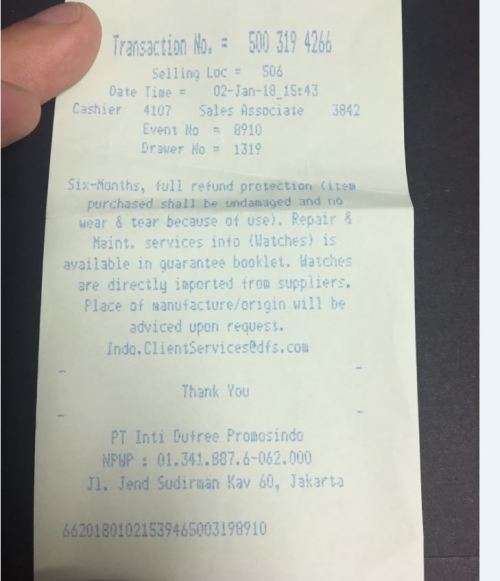 Transaction No. = 500 319 4266
Selling Loc = 506
Date Time = 02-Jan-18_15:43
Cashier 4107 Sales Associate 3842
Event No = 8910
Drawer No = 1319
Six-Months, full refund protection (item
purchased shall be undamaged and no
wear & tear because of use). Repair &
Maint. services info (Watches) is
available in guarantee booklet. Watches
are directly imported from suppliers.
Place of manufacture/origin will be
adviced upon request.
Indo.ClientServices@dfs.com
- -
Thank You
- -
PT Inti Dufree Promosindo
NPWP : 01.341.887.6-062.000
Jl. Jend Sudirman Kav 60, Jakarta
66201801021539465003198910